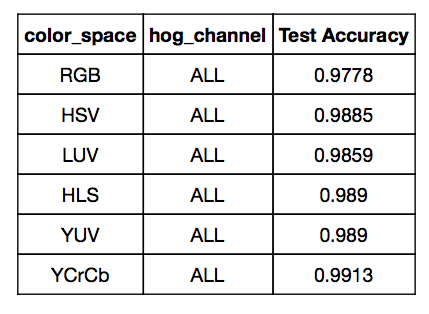 color_space hog_channel Test Accuracy
RGB ALL 0.9778
HSV ALL 0.9885
LUV ALL 0.9859
HLS ALL 0.989
YUV ALL 0.989
YCrCb ALL 0.9913